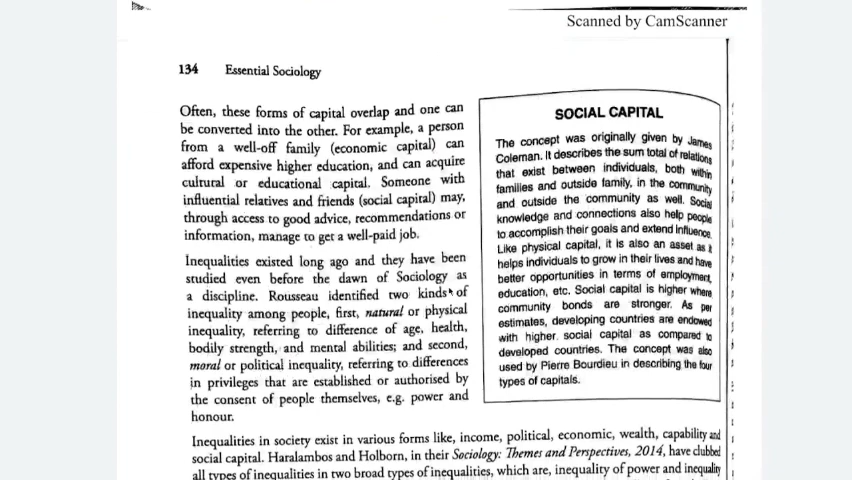 Scanned by CamScanner
134 Essential Sociology
Often, these forms of capital overlap and one can
be converted into the other. For example, a person
from a well-off family (economic capital) can
afford expensive higher education, and can acquire
cultural or educational capital. Someone with
influential relatives and friends (social capital) may,
through access to good advice, recommendations or
information, manage to get a well-paid job.
Inequalities existed long ago and they have been
studied even before the dawn of Sociology as
a discipline. Rousseau identified two kinds of
inequality among people, first, natural or physical
inequality, referring to difference of age, health,
bodily strength, and mental abilities; and second,
moral or political inequality, referring to differences
in privileges that are established or authorised by
the consent of people themselves, e.g. power and
honour.
SOCIAL CAPITAL
The concept was originally given by James
Coleman. It describes the sum total of relations
that exist between individuals, both within
families and outside family, in the community
and outside the community as well. Social
knowledge and connections also help people
to accomplish their goals and extend influence.
Like physical capital, it is also an asset as it
helps individuals to grow in their lives and have
better opportunities in terms of employment,
education, etc. Social capital is higher where
community bonds are stronger. As per
estimates, developing countries are endowed
with higher social capital as compared to
developed countries. The concept was also
used by Pierre Bourdieu in describing the four
types of capitals.
Inequalities in society exist in various forms like, income, political, economic, wealth, capability and
social capital. Haralambos and Holborn, in their Sociology: Themes and Perspectives, 2014, have clubbed
all types of inequalities in two broad types of inequalities, which are, inequality of power and inequality